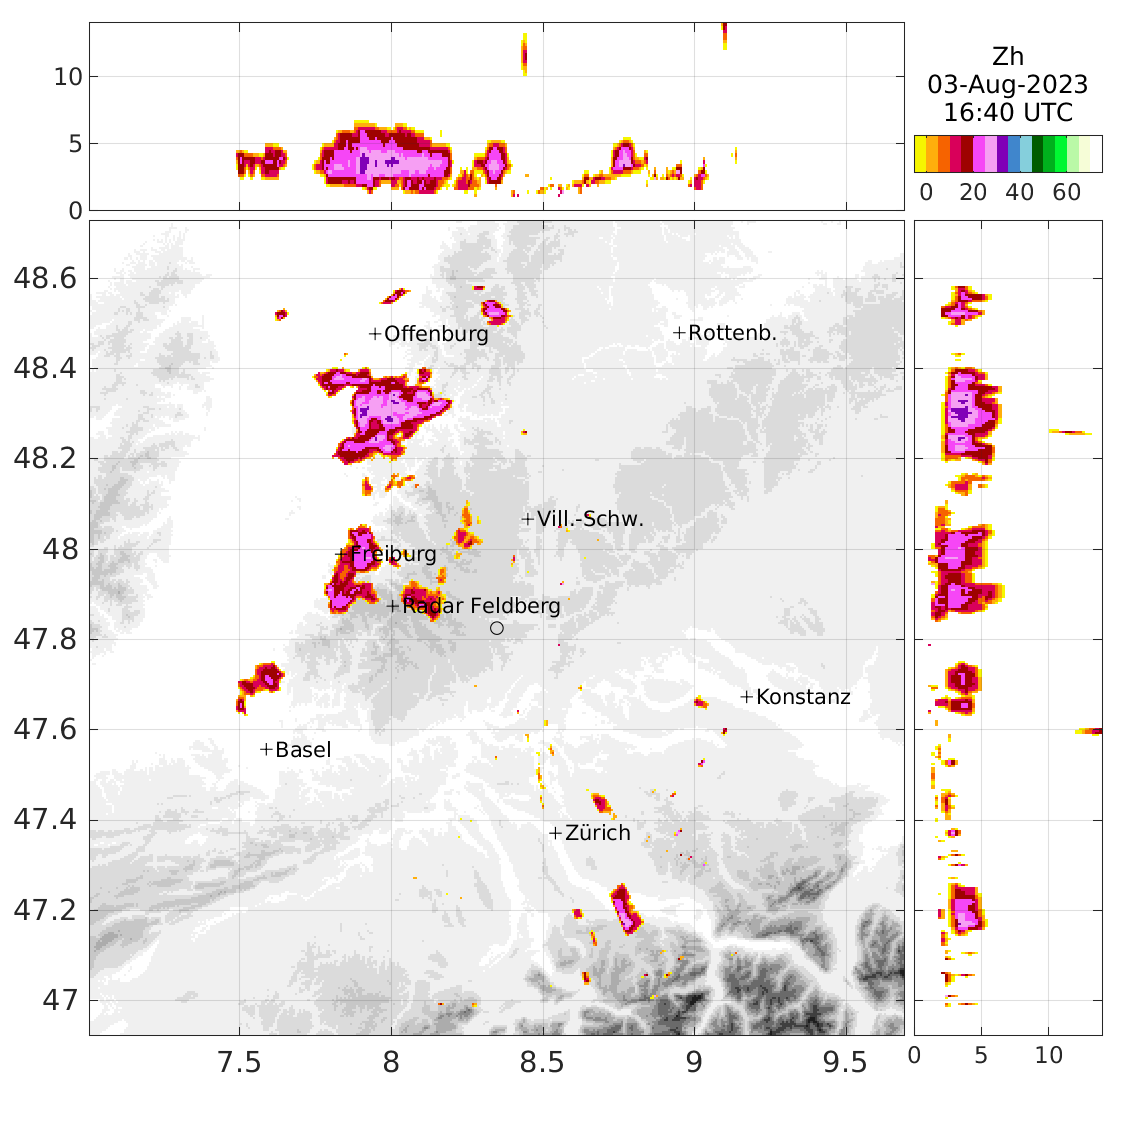 10
5
0
Zh
03-Aug-2023
16:40 UTC
0 20 40 60
48.6
48.4
48.2
48
47.8
47.6
47.4
47.2
47
+Offenburg
+Rottenb.
+Vill.-Schw.
+Freiburg
+Radar Feldberg
+Konstanz
+Basel
+Zürich
7.5 8 8.5 9 9.5
0 5 10